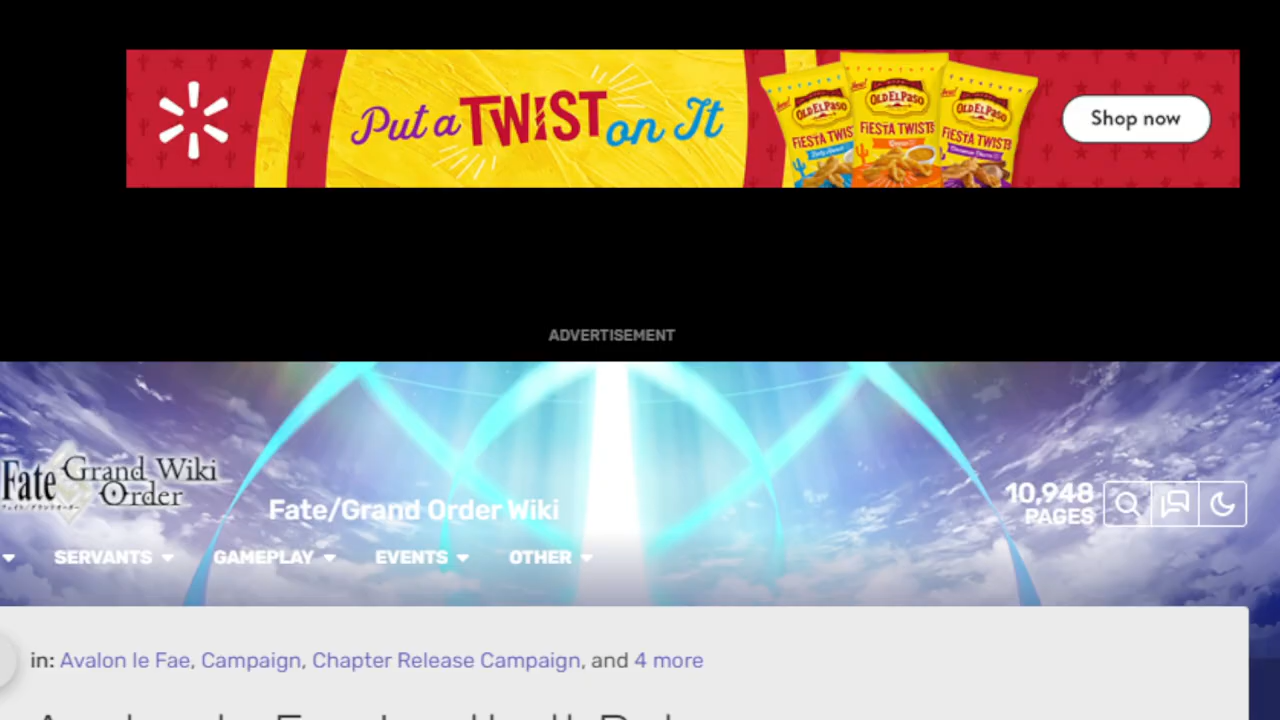 Put a TWIST on It
new!
OLD EL PASO
FIESTA TWISTS
new!
OLD EL PASO
FIESTA TWISTS
OLD EL PASO
FIESTA TWISTS
Shop now
ADVERTISEMENT
Fate Grand Wiki
Order
Fate/Grand Order Wiki
10,948
PAGES
SERVANTS
GAMEPLAY
EVENTS
OTHER
in: Avalon le Fae, Campaign, Chapter Release Campaign, and 4 more